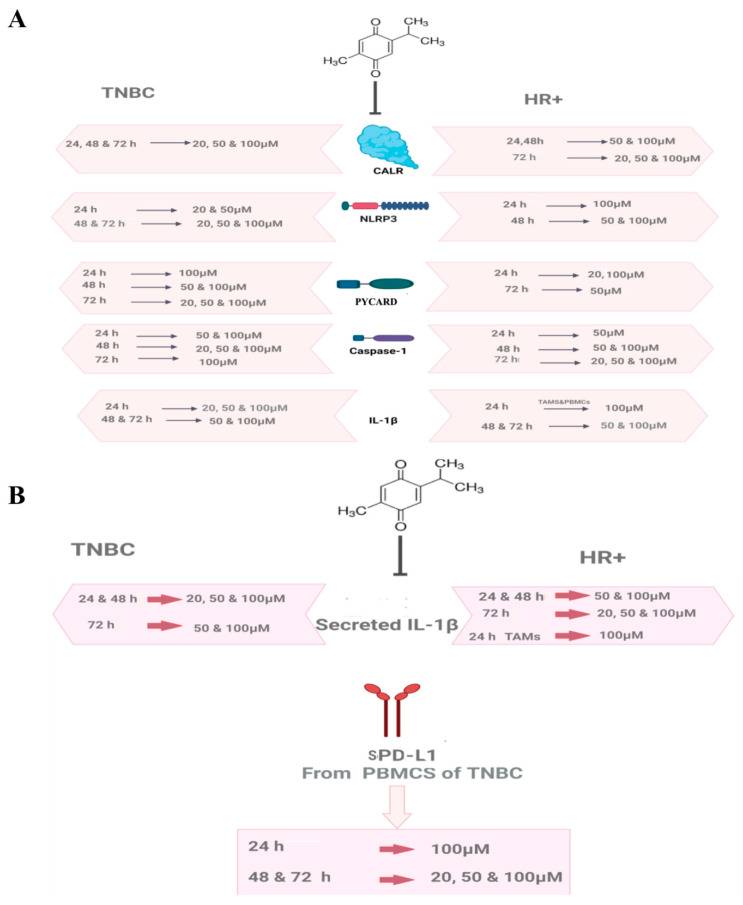 A
O
CH₃
CH₃
H₃C
O
TNBC
HR+
24, 48 & 72 h 20, 50 & 100μM
24,48h 50 & 100μM
72 h 20, 50 & 100μM
CALR
24 h 20 & 50μM
48 & 72 h 20, 50 & 100μM
NLRP3
24 h 100μM
48 h 50 & 100μM
24 h 100μM
48 h 50 & 100μM
72 h 20, 50 & 100μM
PYCARD
24 h 20, 100μM
72 h 50μM
24 h 50 & 100μM
48 h 20, 50 & 100μM
72 h 100μM
Caspase-1
24 h 50μM
48 h 50 & 100μM
72 h 20, 50 & 100μM
24 h 20, 50 & 100μM
48 & 72 h 50 & 100μM
IL-1β
24 h TAMS&PBMCs 100μM
48 & 72 h 50 & 100μM
B
O
CH₃
CH₃
H₃C
O
TNBC
HR+
24 & 48 h 20, 50 & 100μM
72 h 50 & 100μM
Secreted IL-1β
24 & 48 h 50 & 100μM
72 h 20, 50 & 100μM
24 h TAMs 100μM
sPD-L1
From PBMCS of TNBC
24 h 100μM
48 & 72 h 20, 50 & 100μM